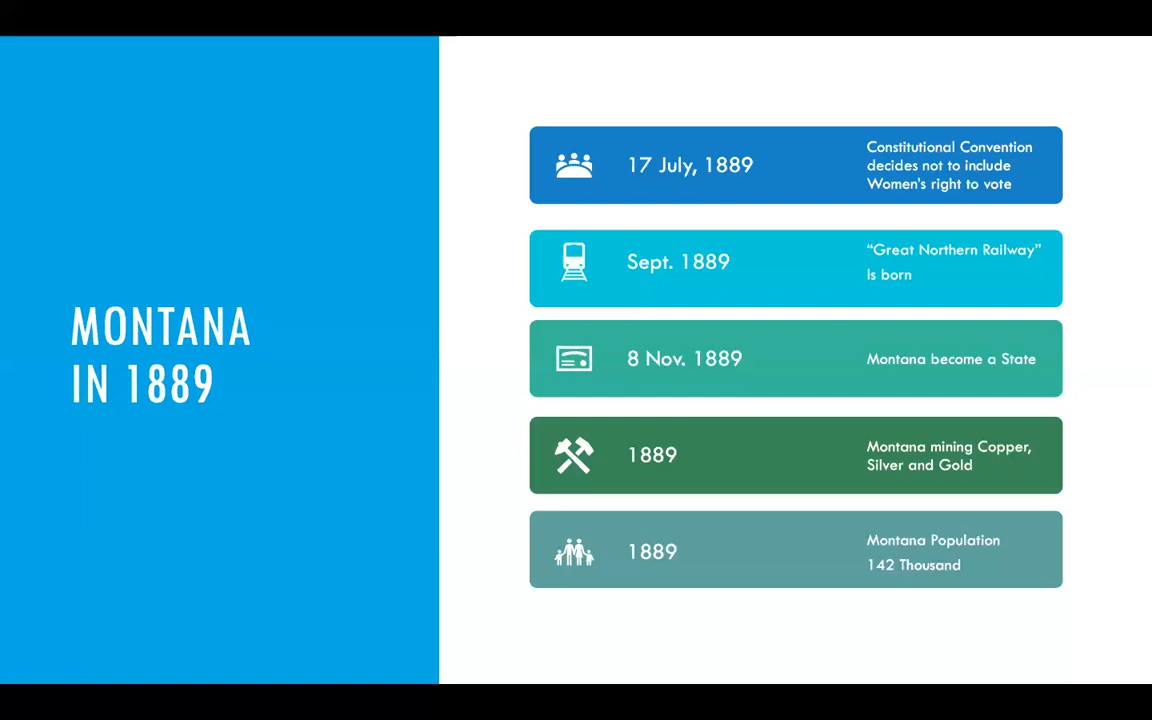 MONTANA
IN 1889
17 July, 1889
Constitutional Convention
decides not to include
Women's right to vote
Sept. 1889
“Great Northern Railway”
Is born
8 Nov. 1889
Montana become a State
1889
Montana mining Copper,
Silver and Gold
1889
Montana Population
142 Thousand